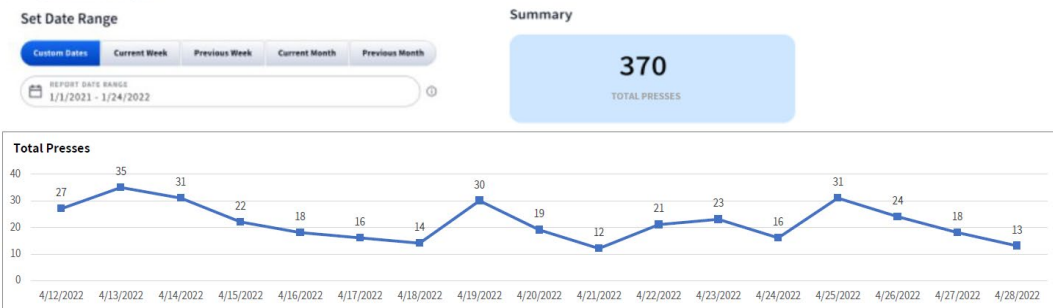 Set Date Range
Custom Dates Current Week Previous Week Current Month Previous Month
REPORT DATE RANGE
1/1/2021 - 1/24/2022
Summary
370
TOTAL PRESSES
Total Presses
40
30
20
10
0
27 35 31 22 18 16 14 30 19 12 21 23 16 31 24 18 13
4/12/2022 4/13/2022 4/14/2022 4/15/2022 4/16/2022 4/17/2022 4/18/2022 4/19/2022 4/20/2022 4/21/2022 4/22/2022 4/23/2022 4/24/2022 4/25/2022 4/26/2022 4/27/2022 4/28/2022